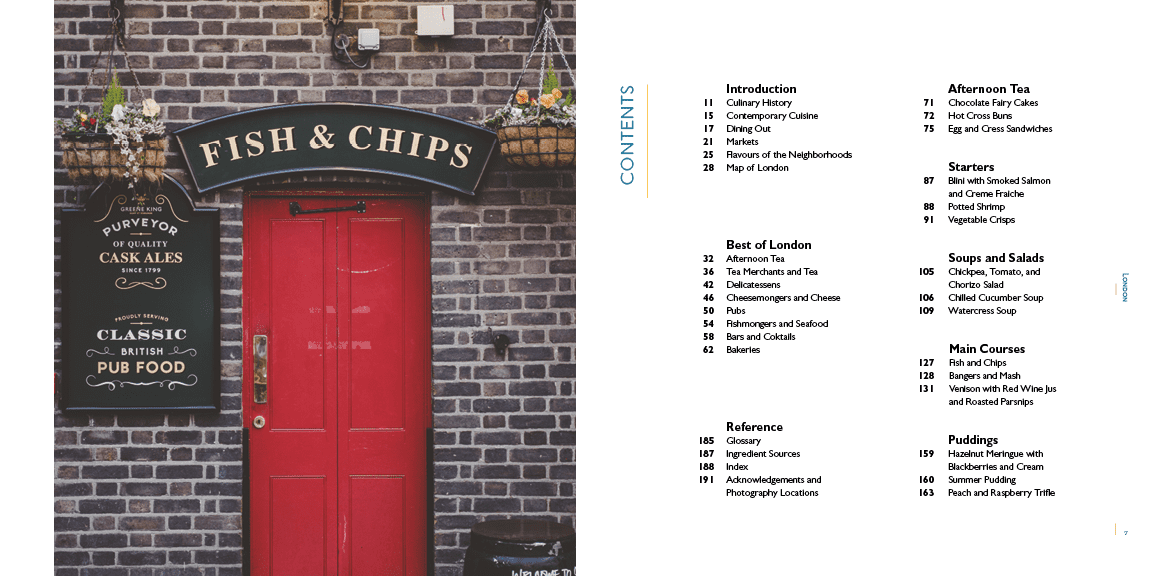 FISH & CHIPS
GREENE KING
PURVEYOR
OF QUALITY
CASK ALES
SINCE 1799
PROUDLY SERVING
CLASSIC
BRITISH
PUB FOOD
WELCOME TO
CONTENTS
Introduction
11 Culinary History
15 Contemporary Cuisine
17 Dining Out
21 Markets
25 Flavours of the Neighborhoods
28 Map of London
Best of London
32 Afternoon Tea
36 Tea Merchants and Tea
42 Delicatessens
46 Cheesemongers and Cheese
50 Pubs
54 Fishmongers and Seafood
58 Bars and Coktails
62 Bakeries
Reference
185 Glossary
187 Ingredient Sources
188 Index
191 Acknowledgements and
Photography Locations
Afternoon Tea
71 Chocolate Fairy Cakes
72 Hot Cross Buns
75 Egg and Cress Sandwiches
Starters
87 Blini with Smoked Salmon
and Creme Fraiche
88 Potted Shrimp
91 Vegetable Crisps
Soups and Salads
105 Chickpea, Tomato, and
Chorizo Salad
106 Chilled Cucumber Soup
109 Watercress Soup
Main Courses
127 Fish and Chips
128 Bangers and Mash
131 Venison with Red Wine Jus
and Roasted Parsnips
Puddings
159 Hazelnut Meringue with
Blackberries and Cream
160 Summer Pudding
163 Peach and Raspberry Trifle
LONDON
7